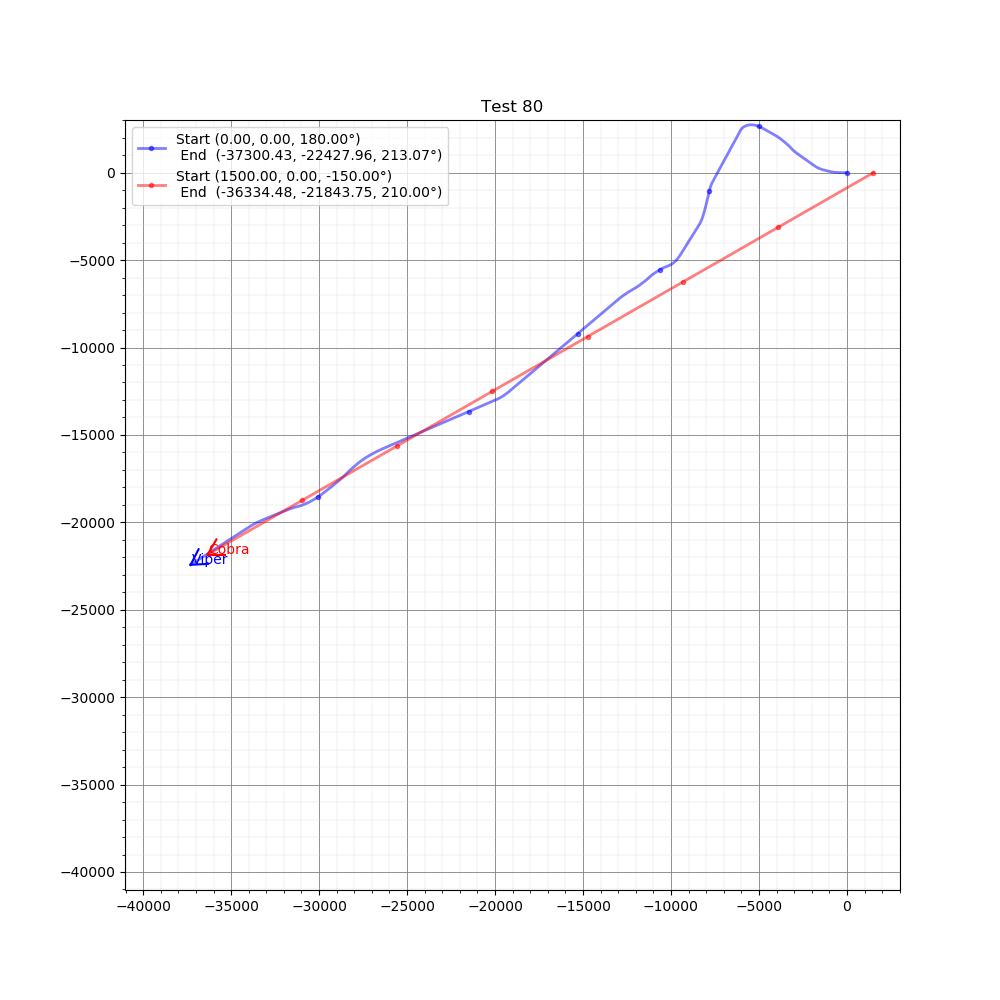 Test 80
Start (0.00, 0.00, 180.00°)
End  (-37300.43, -22427.96, 213.07°)
Start (1500.00, 0.00, -150.00°)
End  (-36334.48, -21843.75, 210.00°)
0
−5000
−10000
−15000
−20000
Cobra
Viper
−25000
−30000
−35000
−40000
−40000 −35000 −30000 −25000 −20000 −15000 −10000 −5000 0